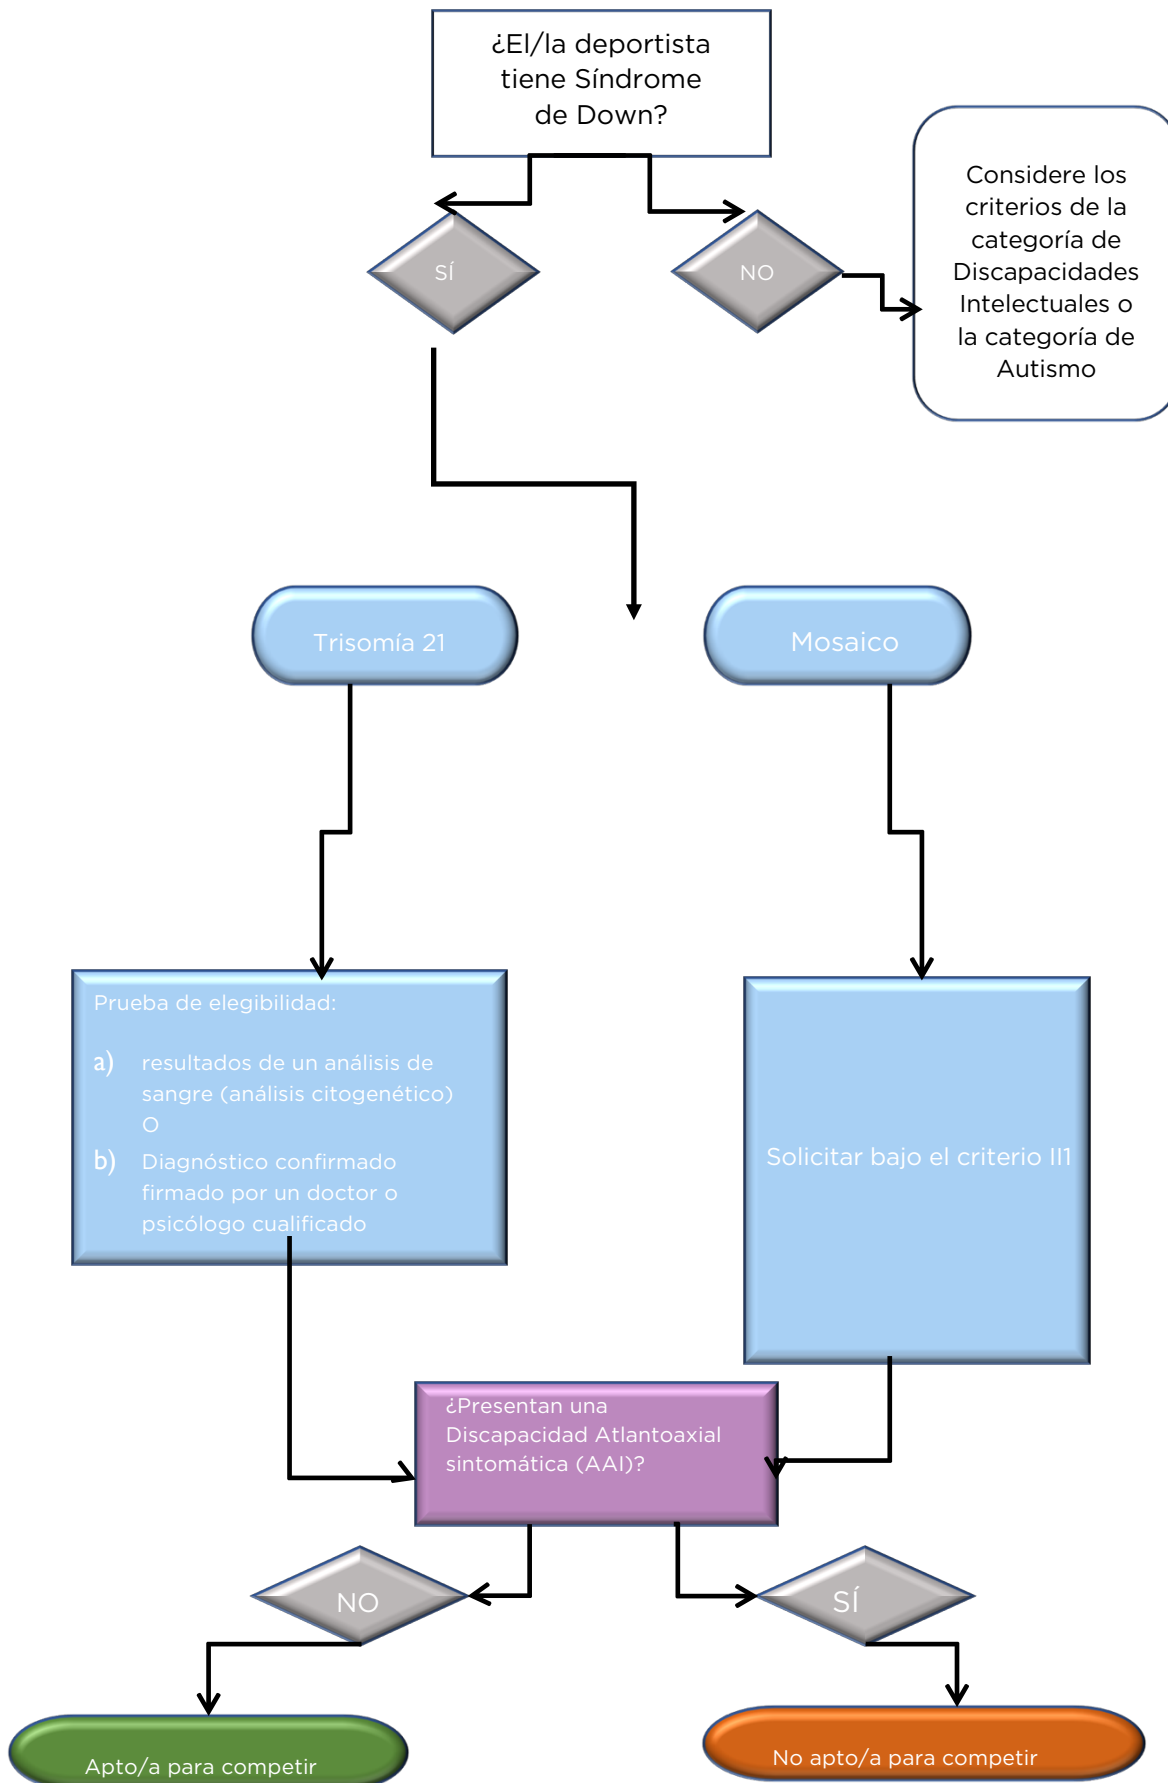 ¿El/la deportista
tiene Síndrome
de Down?
Considere los
criterios de la
categoría de
Discapacidades
Intelectuales o
la categoría de
Autismo
SÍ
NO
Trisomía 21
Mosaico
Prueba de elegibilidad:
a) resultados de un análisis de
sangre (análisis citogenético)
O
b) Diagnóstico confirmado
firmado por un doctor o
psicólogo cualificado
Solicitar bajo el criterio II1
¿Presentan una
Discapacidad Atlantoaxial
sintomática (AAI)?
NO
SÍ
Apto/a para competir
No apto/a para competir